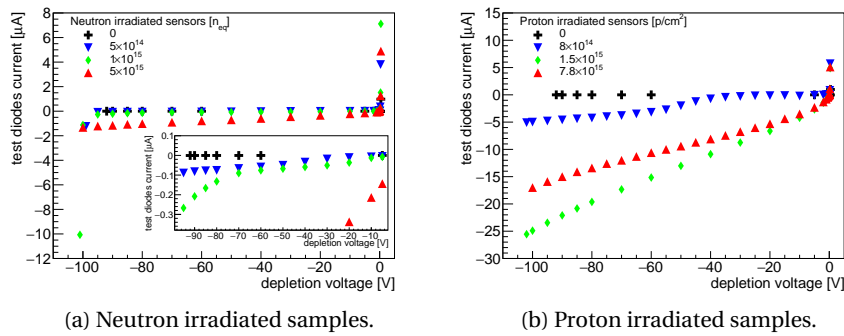 Neutron irradiated sensors [n_eq]
0
5×10^14
1×10^15
5×10^15
test diodes current [μA]
8
6
4
2
0
−2
−4
−6
−8
−10
−12
−100 −80 −60 −40 −20 0
depletion voltage [V]
test diodes current [μA]
0.1
0
−0.1
−0.2
−0.3
−90 −80 −70 −60 −50 −40 −30 −20 −10
depletion voltage [V]
(a) Neutron irradiated samples.
Proton irradiated sensors [p/cm²]
0
8×10^14
1.5×10^15
7.8×10^15
test diodes current [μA]
15
10
5
0
−5
−10
−15
−20
−25
−30
−100 −80 −60 −40 −20 0
depletion voltage [V]
(b) Proton irradiated samples.